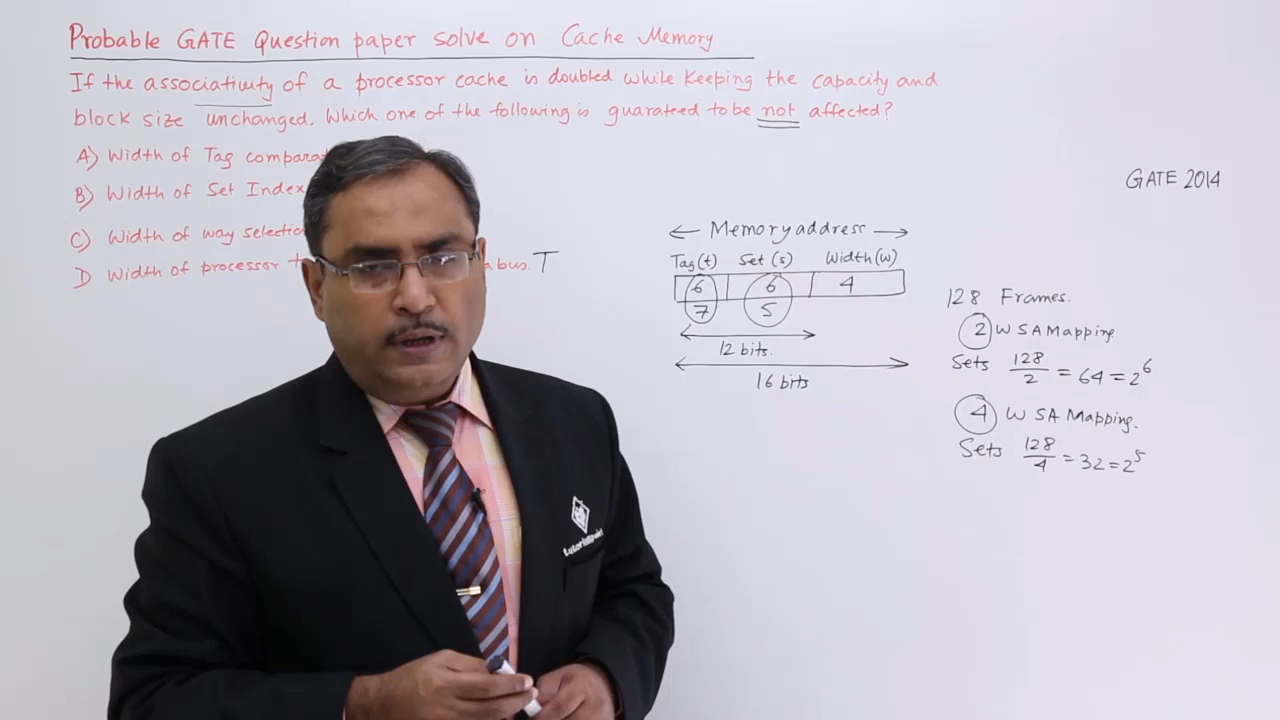 Probable GATE Question paper solve on Cache Memory
If the associativity of a processor cache is doubled while keeping the capacity and
block size unchanged. Which one of the following is guarateed to be not affected?
A) Width of Tag compara
B) Width of Set Index
C) Width of way selectio
D Width of processor t abus. T
GATE 2014
Memory address
Tag(t) Set(s) Width(w)
6 6 4
7 5
12 bits.
16 bits
128 Frames.
2 W SA Mapping.
Sets 128/2 = 64 = 2^6
4 W SA Mapping.
Sets 128/4 = 32 = 2^5
tutorialspoint